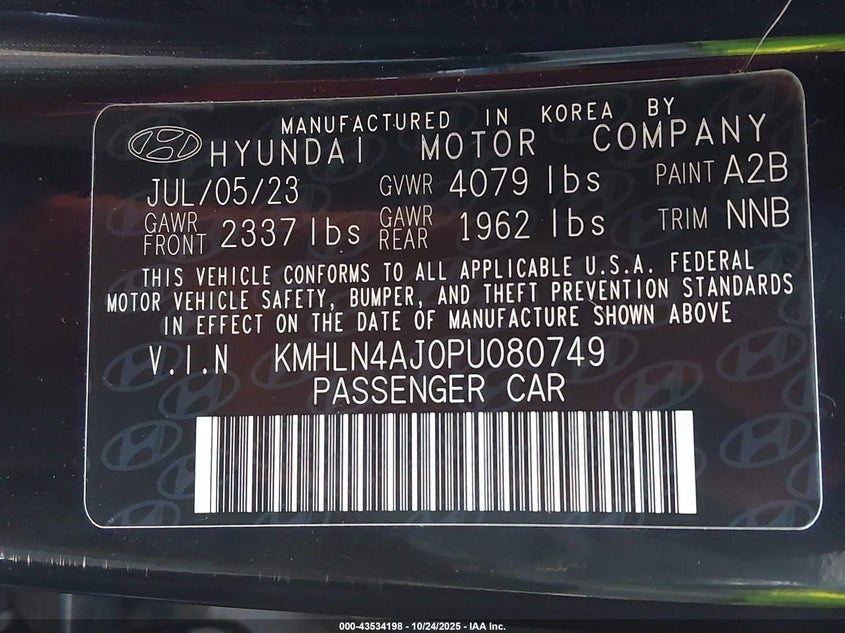 MANUFACTURED IN KOREA BY
HYUNDAI MOTOR COMPANY
JUL/05/23 GVWR 4079 lbs PAINT A2B
GAWR FRONT 2337 lbs GAWR REAR 1962 lbs TRIM NNB
THIS VEHICLE CONFORMS TO ALL APPLICABLE U.S.A. FEDERAL
MOTOR VEHICLE SAFETY, BUMPER, AND THEFT PREVENTION STANDARDS
IN EFFECT ON THE DATE OF MANUFACTURE SHOWN ABOVE
V.I.N KMHLN4AJ0PU080749
PASSENGER CAR
000-43534198 - 10/24/2025 - IAA Inc.